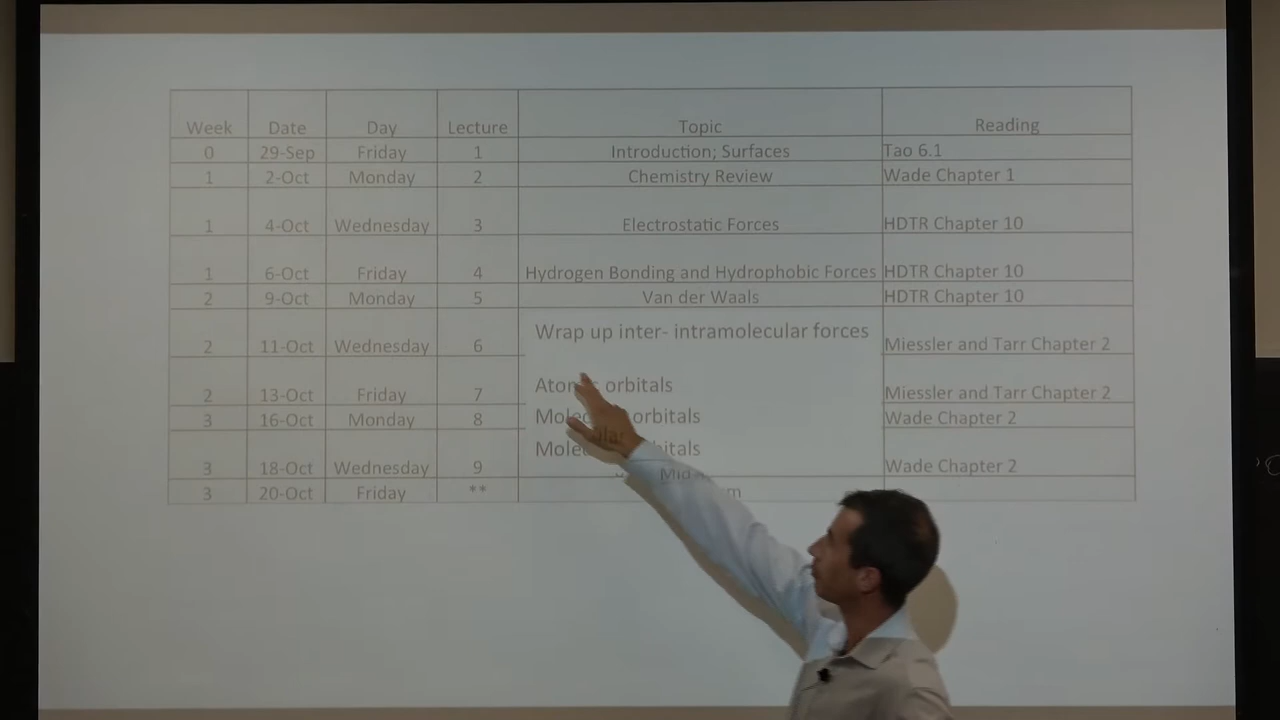 Week Date Day Lecture Topic Reading
0 29-Sep Friday 1 Introduction; Surfaces Tao 6.1
1 2-Oct Monday 2 Chemistry Review Wade Chapter 1
1 4-Oct Wednesday 3 Electrostatic Forces HDTR Chapter 10
1 6-Oct Friday 4 Hydrogen Bonding and Hydrophobic Forces HDTR Chapter 10
2 9-Oct Monday 5 Van der Waals HDTR Chapter 10
Wrap up inter- intramolecular forces
2 11-Oct Wednesday 6 Miessler and Tarr Chapter 2
2 13-Oct Friday 7 orbitals Miessler and Tarr Chapter 2
3 16-Oct Monday 8 orbitals Wade Chapter 2
3 18-Oct Wednesday 9 Wade Chapter 2
3 20-Oct Friday **